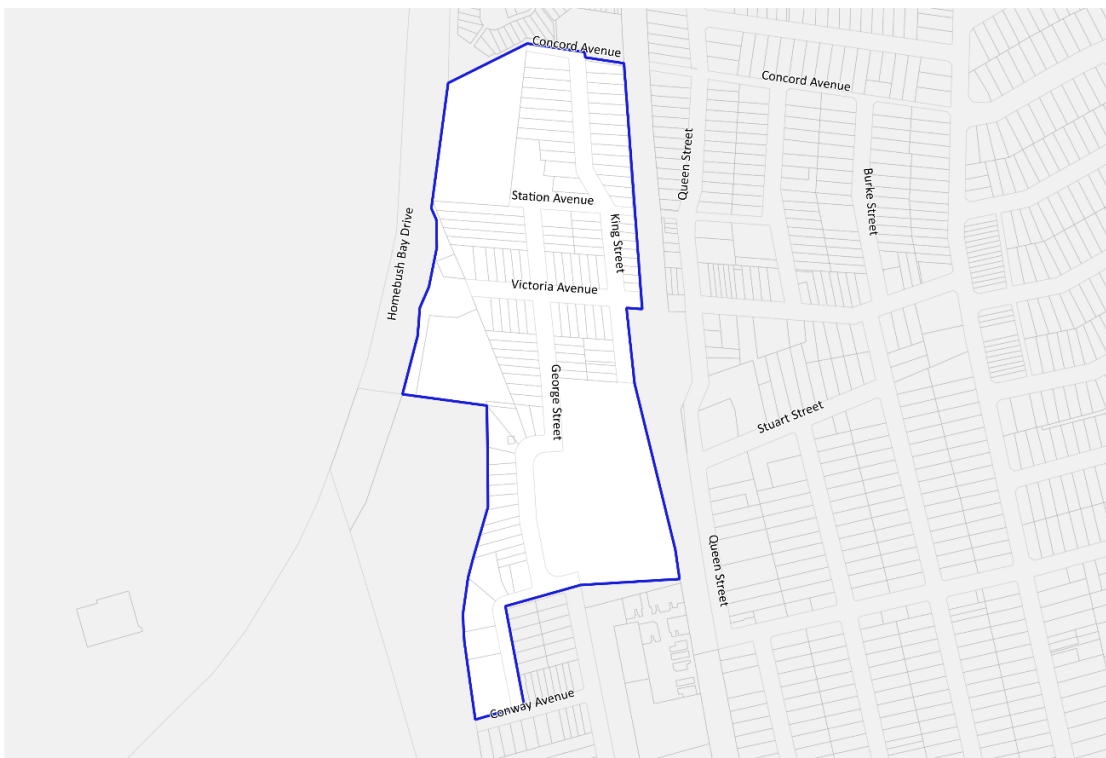 Concord Avenue
Concord Avenue
Queen Street
Burke Street
Station Avenue
King Street
Homebush Bay Drive
Victoria Avenue
George Street
Stuart Street
Queen Street
Conway Avenue